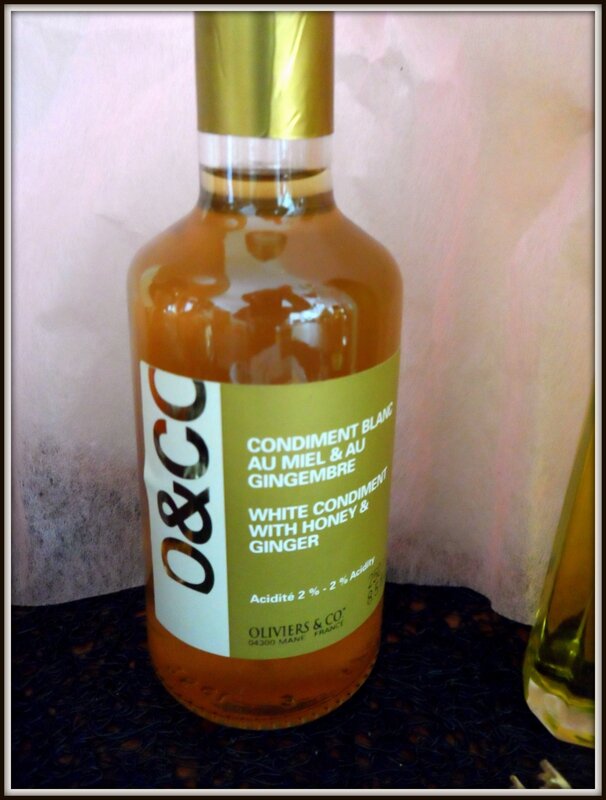 O&CO
CONDIMENT BLANC
AU MIEL & AU
GINGEMBRE
WHITE CONDIMENT
WITH HONEY &
GINGER
Acidité 2 % - 2 % Acidity
OLIVIERS & CO
04300 MANE FRANCE